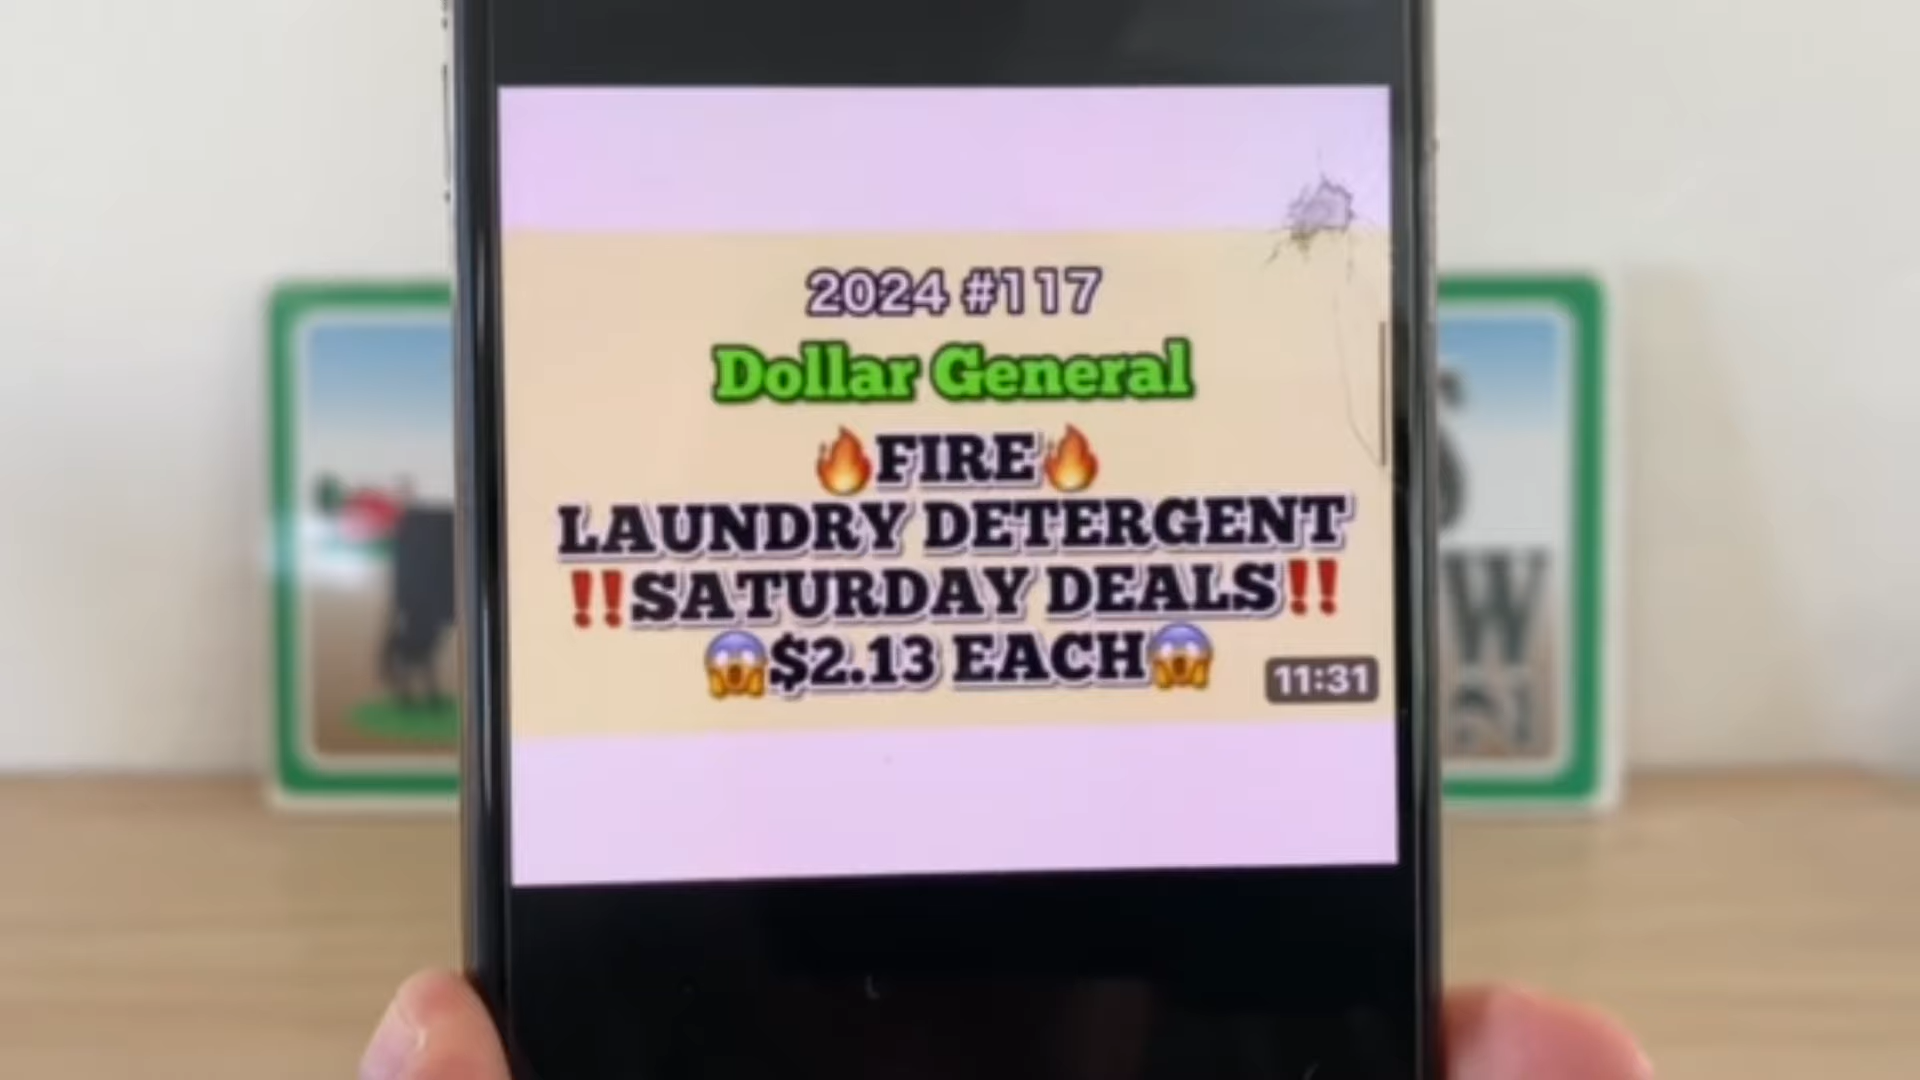 2024 #117
Dollar General
🔥FIRE🔥
LAUNDRY DETERGENT
‼️SATURDAY DEALS‼️
😱$2.13 EACH😱
11:31
W